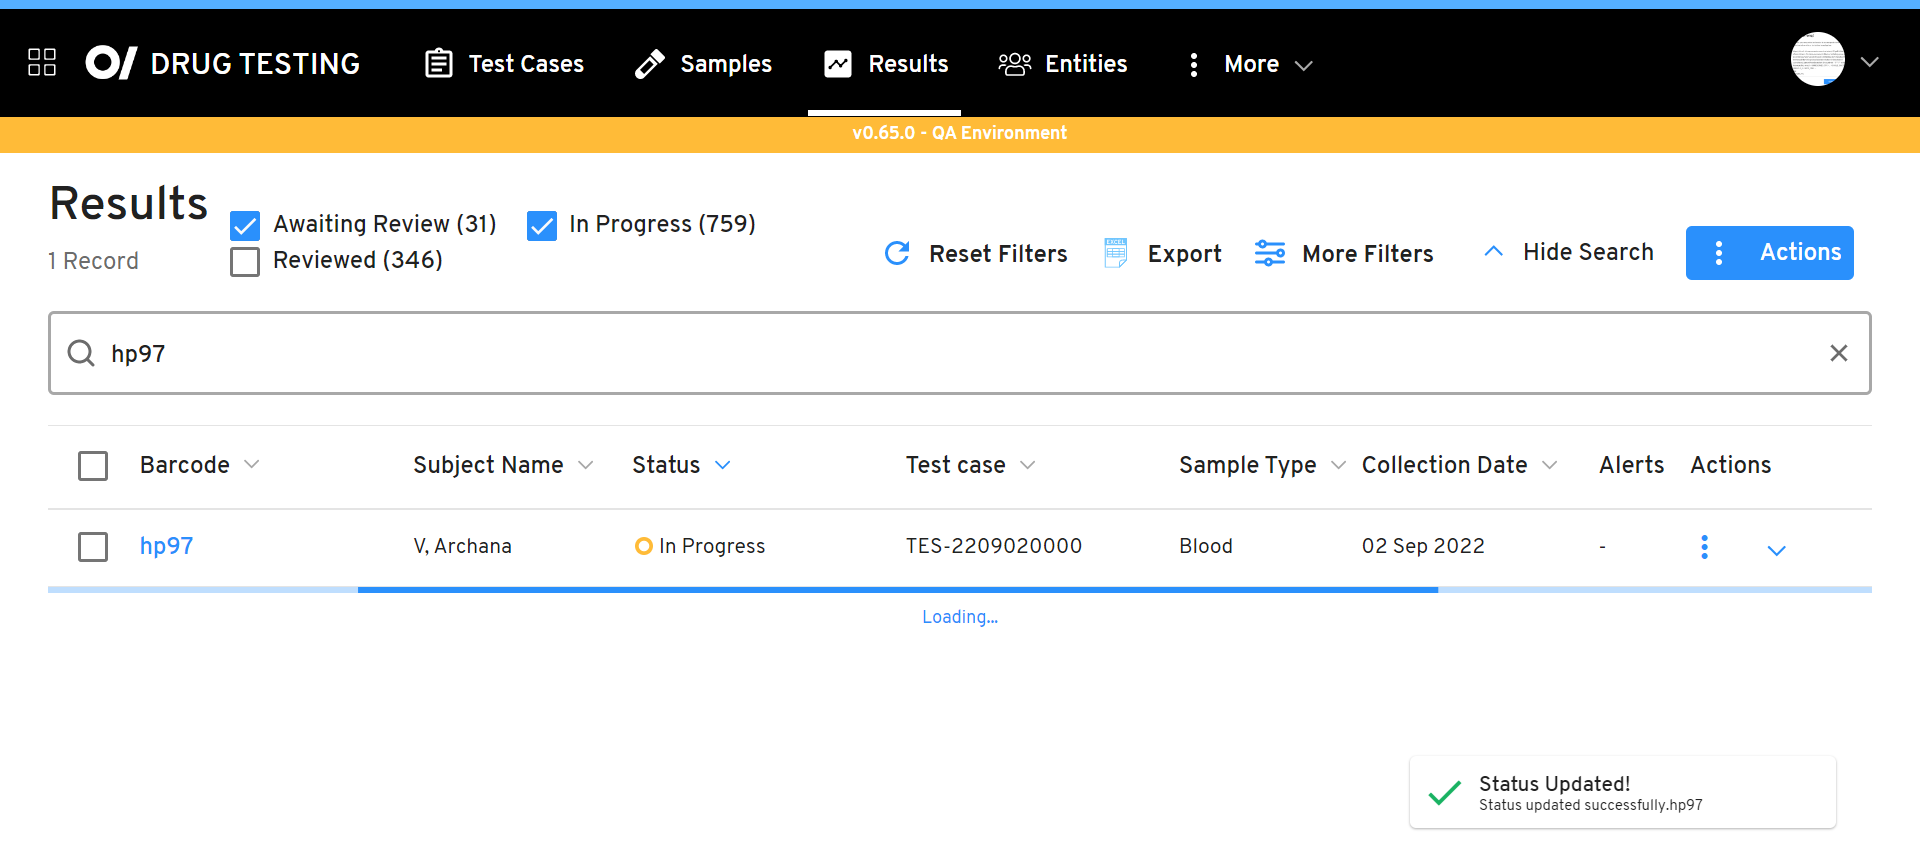 DRUG TESTING
Test Cases
Samples
Results
Entities
More
v0.65.0 - QA Environment
Results
1 Record
Awaiting Review (31)
In Progress (759)
Reviewed (346)
Reset Filters
EXCEL
Export
More Filters
Hide Search
Actions
hp97
Barcode
Subject Name
Status
Test case
Sample Type
Collection Date
Alerts
Actions
hp97
V, Archana
In Progress
TES-2209020000
Blood
02 Sep 2022
-
Loading...
Status Updated!
Status updated successfully.hp97